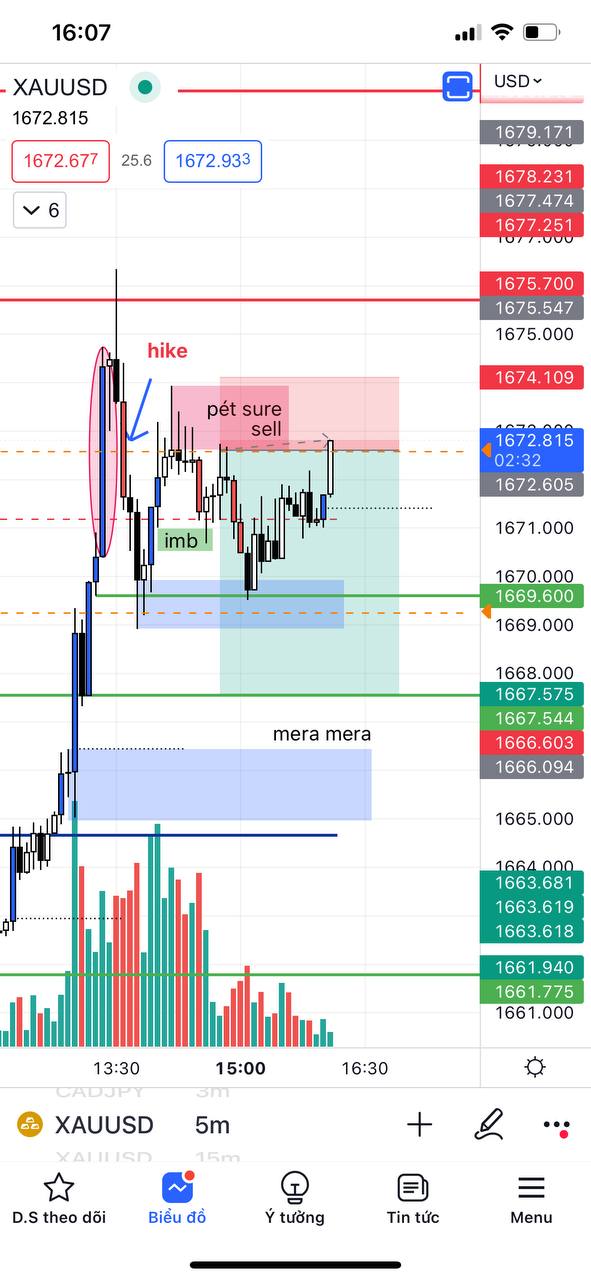 16:07
XAUUSD
USD
1672.815
1679.171
1672.677
25.6
1672.933
1678.231
1677.474
6
1677.251
1677.000
1675.700
1675.547
1675.000
hike
1674.109
pét sure
sell
1672.815
02:32
1672.605
1671.000
imb
1670.000
1669.600
1669.000
1668.000
1667.575
1667.544
mera mera
1666.603
1666.094
1665.000
1664.000
1663.681
1663.619
1663.618
1661.940
1661.775
1661.000
13:30
15:00
16:30
CADJPY
3m
XAUUSD
5m
XAUUSD
15m
D.S theo dõi
Biểu đồ
Ý tưởng
Tin tức
Menu